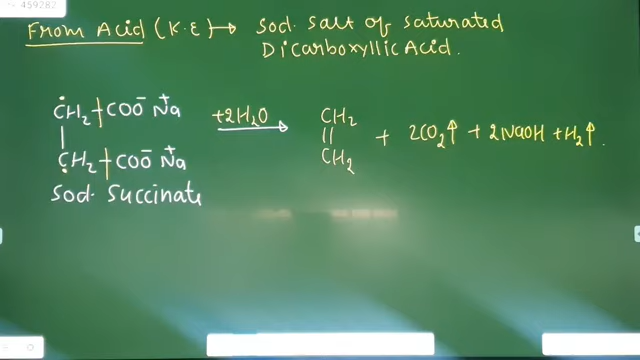 459282
From Acid (K.E) → Sod. Salt of Saturated
Dicarboxyllic Acid.
CH2 COO⁻ Na⁺ +2H2O CH2
|| + 2CO2↑ + 2NaOH + H2↑.
CH2 COO⁻ Na⁺ CH2
Sod. Succinate